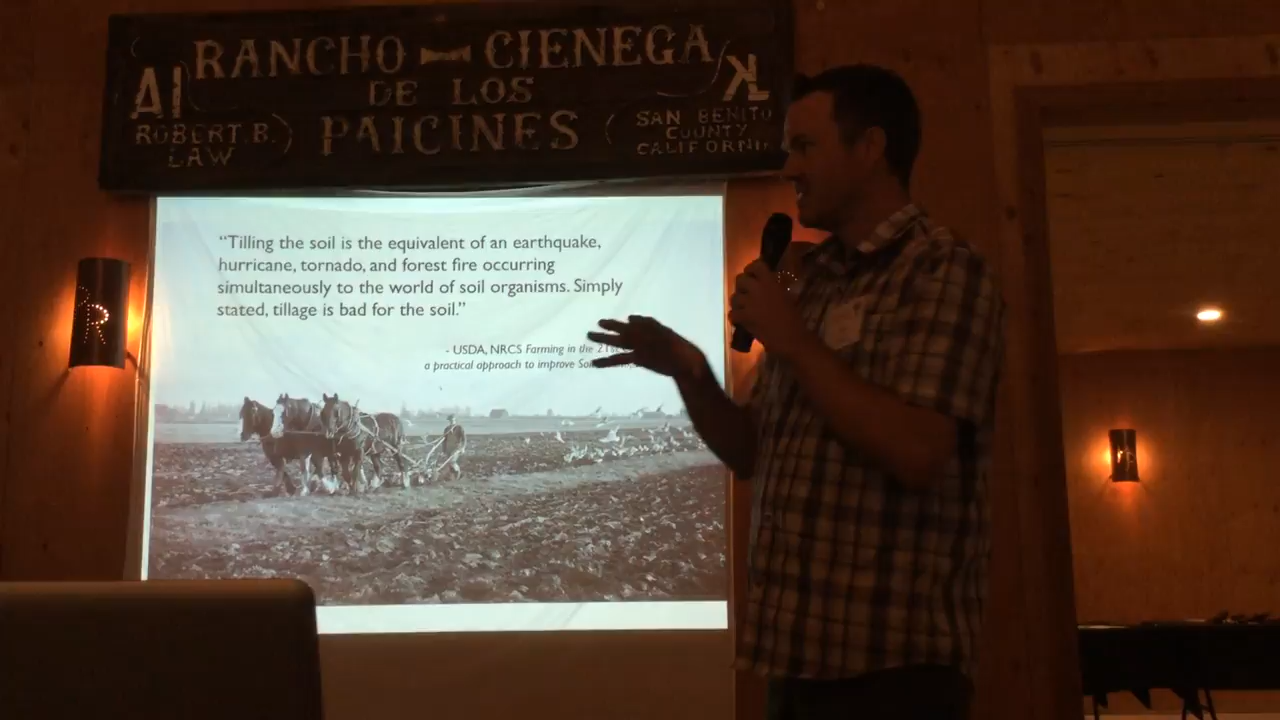 RANCHO CIENEGA
DE LOS
PAICINES
ROBERT. B.
LAW
SAN BENITO
COUNTY
CALIFORNIA
“Tilling the soil is the equivalent of an earthquake,
hurricane, tornado, and forest fire occurring
simultaneously to the world of soil organisms. Simply
stated, tillage is bad for the soil.”
- USDA, NRCS Farming in the
a practical approach to improve
R